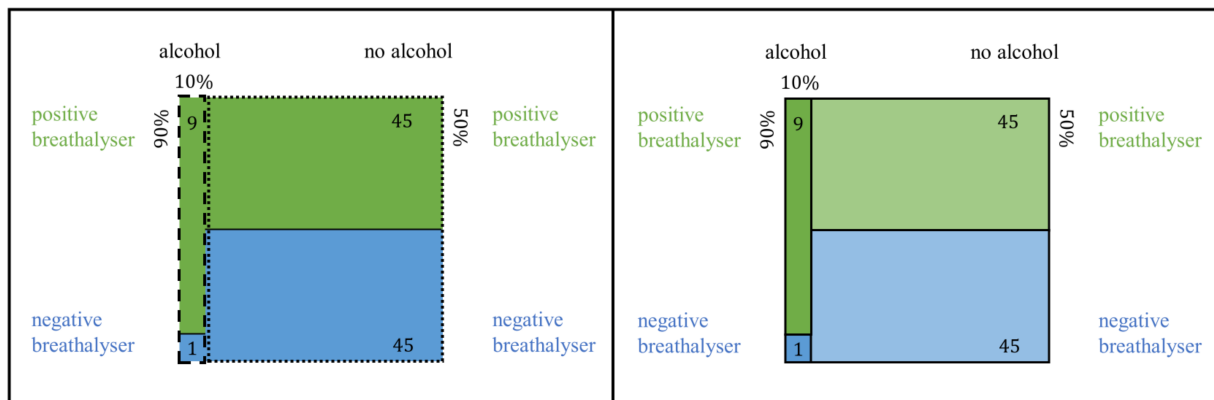 alcohol
no alcohol
10%
positive
breathalyser
90%
9
45
50%
positive
breathalyser
negative
breathalyser
1
45
negative
breathalyser
alcohol
no alcohol
10%
positive
breathalyser
90%
9
45
50%
positive
breathalyser
negative
breathalyser
1
45
negative
breathalyser